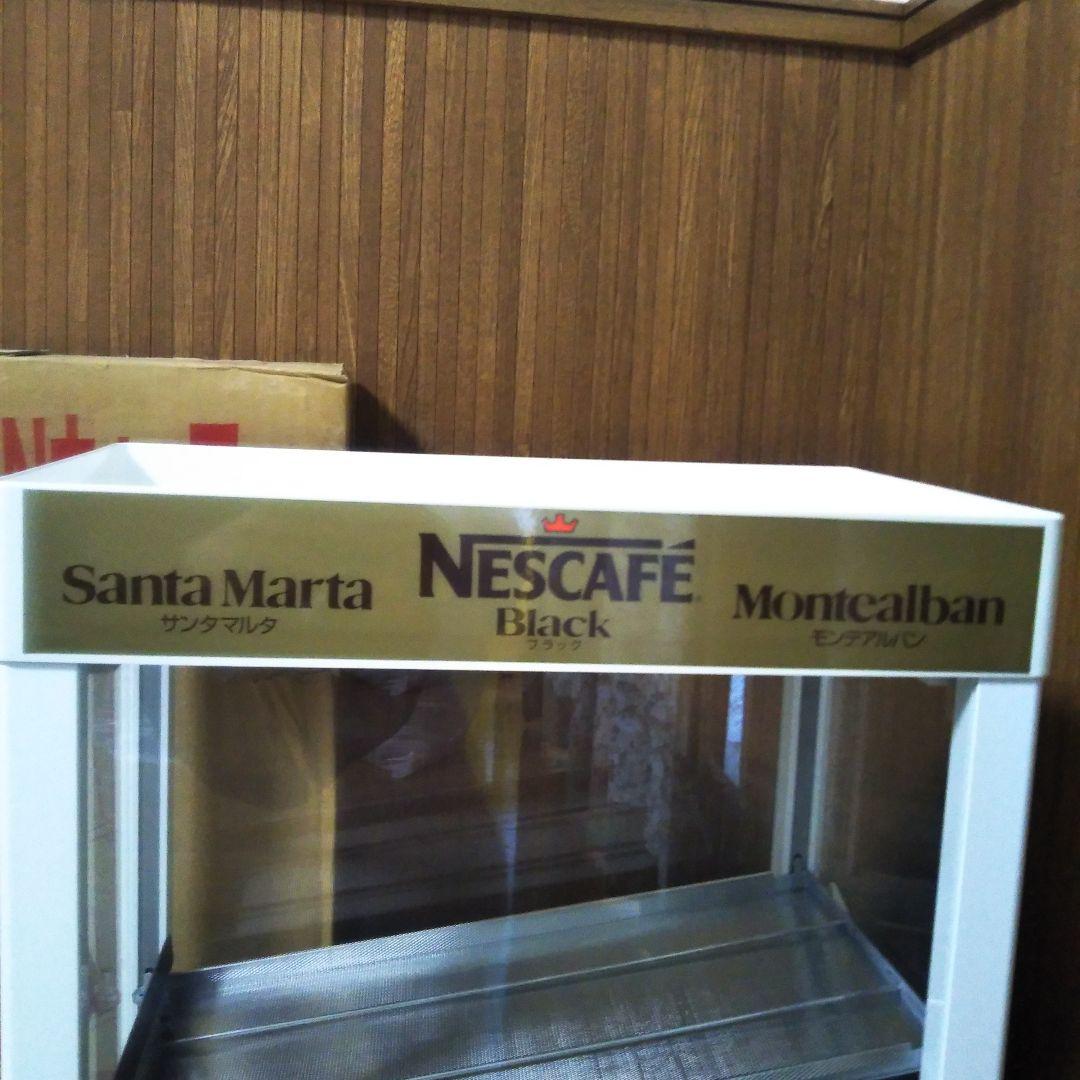 Santa Marta
サンタマルタ
NESCAFÉ
Black
ブラック
Montealban
モンテアルバン